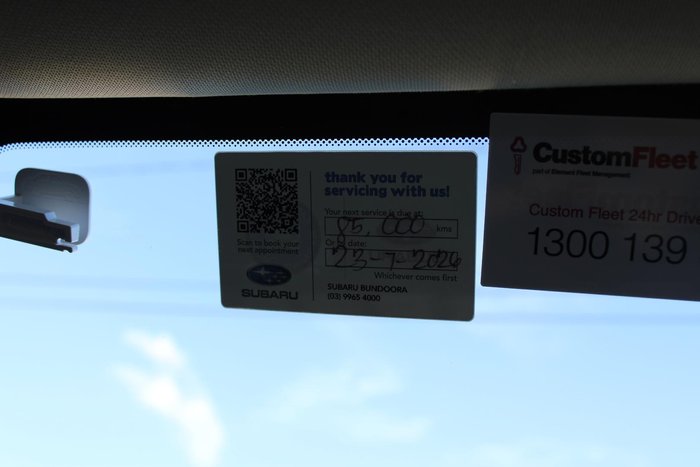 thank you for
servicing with us!
Your next service is due at:
85,000 kms
Or by date:
23-7-2026
Whichever comes first
Scan to book your
next appointment
SUBARU
SUBARU BUNDOORA
(03) 9965 4000
CustomFleet
part of Element Fleet Management
Custom Fleet 24hr Drive
1300 139